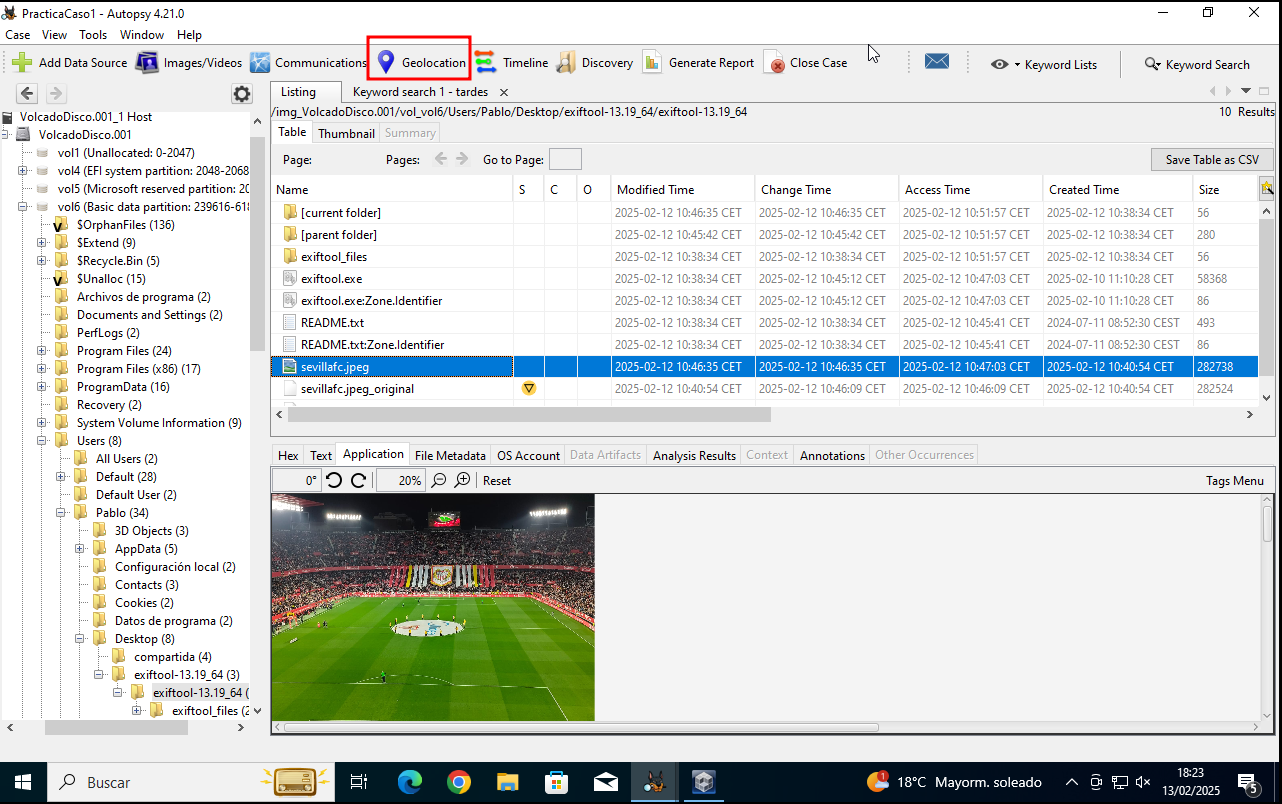 PracticaCaso1 - Autopsy 4.21.0
Case View Tools Window Help
Add Data Source Images/Videos Communications Geolocation Timeline Discovery Generate Report Close Case Keyword Lists Keyword Search
Listing Keyword search 1 - tardes ×
/img_VolcadoDisco.001/vol_vol6/Users/Pablo/Desktop/exiftool-13.19_64/exiftool-13.19_64 10 Results
Table Thumbnail Summary
Page: Pages: Go to Page: Save Table as CSV
Name S C O Modified Time Change Time Access Time Created Time Size
[current folder] 2025-02-12 10:46:35 CET 2025-02-12 10:46:35 CET 2025-02-12 10:51:57 CET 2025-02-12 10:38:34 CET 56
[parent folder] 2025-02-12 10:45:42 CET 2025-02-12 10:45:42 CET 2025-02-12 10:51:57 CET 2025-02-12 10:38:34 CET 280
exiftool_files 2025-02-12 10:38:34 CET 2025-02-12 10:38:34 CET 2025-02-12 10:51:57 CET 2025-02-12 10:38:34 CET 56
exiftool.exe 2025-02-12 10:38:34 CET 2025-02-12 10:45:12 CET 2025-02-12 10:47:03 CET 2025-02-10 11:10:28 CET 58368
exiftool.exe:Zone.Identifier 2025-02-12 10:38:34 CET 2025-02-12 10:45:12 CET 2025-02-12 10:47:03 CET 2025-02-10 11:10:28 CET 86
README.txt 2025-02-12 10:38:34 CET 2025-02-12 10:38:34 CET 2025-02-12 10:45:41 CET 2024-07-11 08:52:30 CEST 493
README.txt:Zone.Identifier 2025-02-12 10:38:34 CET 2025-02-12 10:38:34 CET 2025-02-12 10:45:41 CET 2024-07-11 08:52:30 CEST 86
sevillafc.jpeg 2025-02-12 10:46:35 CET 2025-02-12 10:46:35 CET 2025-02-12 10:47:03 CET 2025-02-12 10:40:54 CET 282738
sevillafc.jpeg_original 2025-02-12 10:40:54 CET 2025-02-12 10:46:09 CET 2025-02-12 10:46:09 CET 2025-02-12 10:40:54 CET 282524
VolcadoDisco.001_1 Host
VolcadoDisco.001
vol1 (Unallocated: 0-2047)
vol4 (EFI system partition: 2048-2068
vol5 (Microsoft reserved partition: 20
vol6 (Basic data partition: 239616-618
$OrphanFiles (136)
$Extend (9)
$Recycle.Bin (5)
$Unalloc (15)
Archivos de programa (2)
Documents and Settings (2)
PerfLogs (2)
Program Files (24)
Program Files (x86) (17)
ProgramData (16)
Recovery (2)
System Volume Information (9)
Users (8)
All Users (2)
Default (28)
Default User (2)
Pablo (34)
3D Objects (3)
AppData (5)
Configuración local (2)
Contacts (3)
Cookies (2)
Datos de programa (2)
Desktop (8)
compartida (4)
exiftool-13.19_64 (3)
exiftool-13.19_64 (
exiftool_files (2
Hex Text Application File Metadata OS Account Data Artifacts Analysis Results Context Annotations Other Occurrences
0° 20% Reset Tags Menu
Buscar
1 18°C Mayorm. soleado
18:23
13/02/2025
5